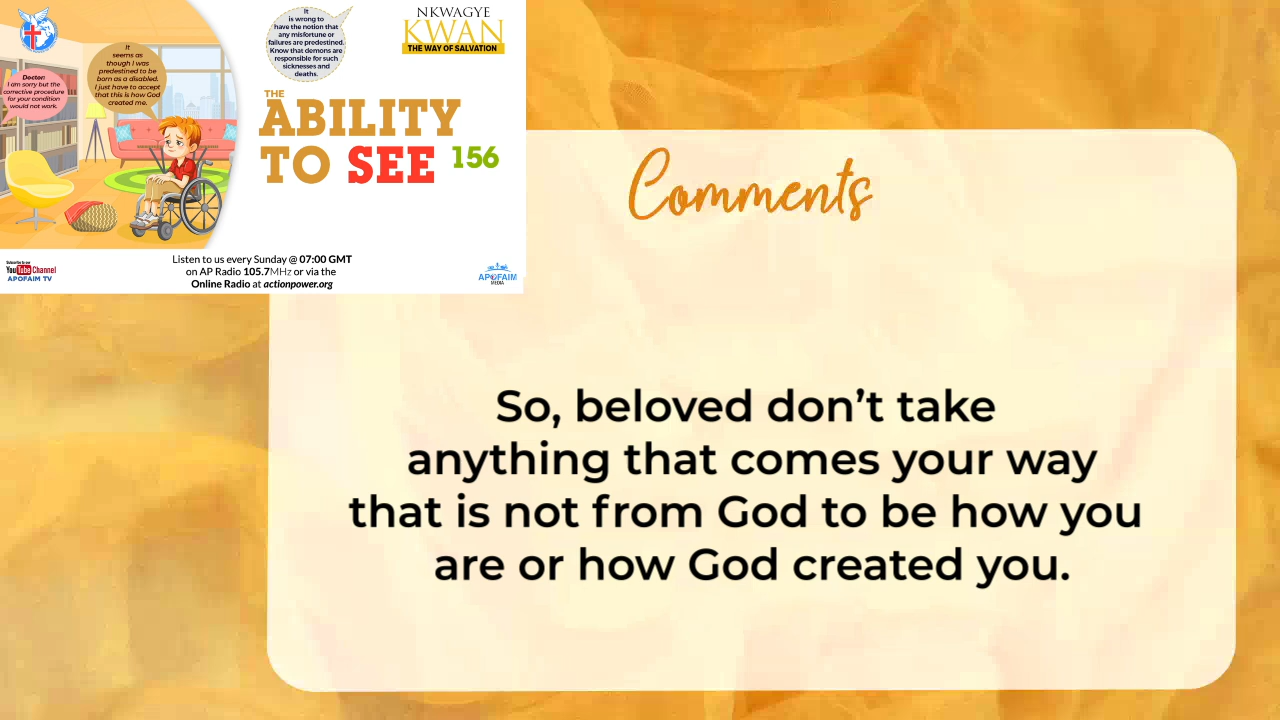 It
is wrong to
have the notion that
any misfortune or
failures are predestined.
Know that demons are
responsible for such
sicknesses and
deaths.
NKWAGYE
KWAN
THE WAY OF SALVATION
It
seems as
though I was
predestined to be
born as a disabled.
I just have to accept
that this is how God
created me.
Doctor:
I am sorry but the
corrective procedure
for your condition
would not work.
THE
ABILITY
TO SEE 156
Subscribe to our
YouTube Channel
APOFAIM TV
Listen to us every Sunday @ 07:00 GMT
on AP Radio 105.7MHz or via the
Online Radio at actionpower.org
APOFAIM
MEDIA
Comments
So, beloved don’t take
anything that comes your way
that is not from God to be how you
are or how God created you.